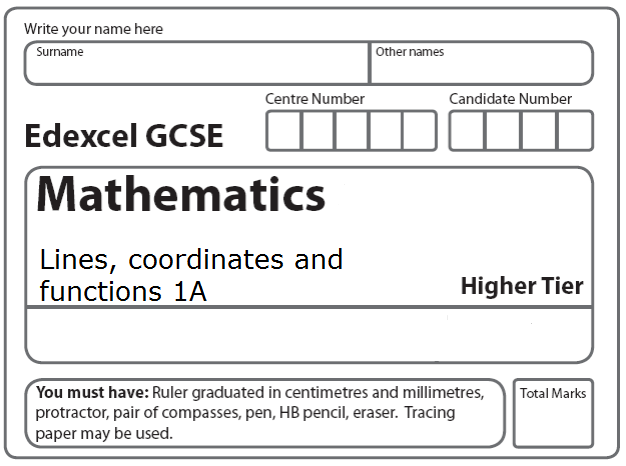 Write your name here
Surname
Other names
Centre Number
Candidate Number
Edexcel GCSE
Mathematics
Lines, coordinates and
functions 1A
Higher Tier
You must have: Ruler graduated in centimetres and millimetres,
protractor, pair of compasses, pen, HB pencil, eraser. Tracing
paper may be used.
Total Marks